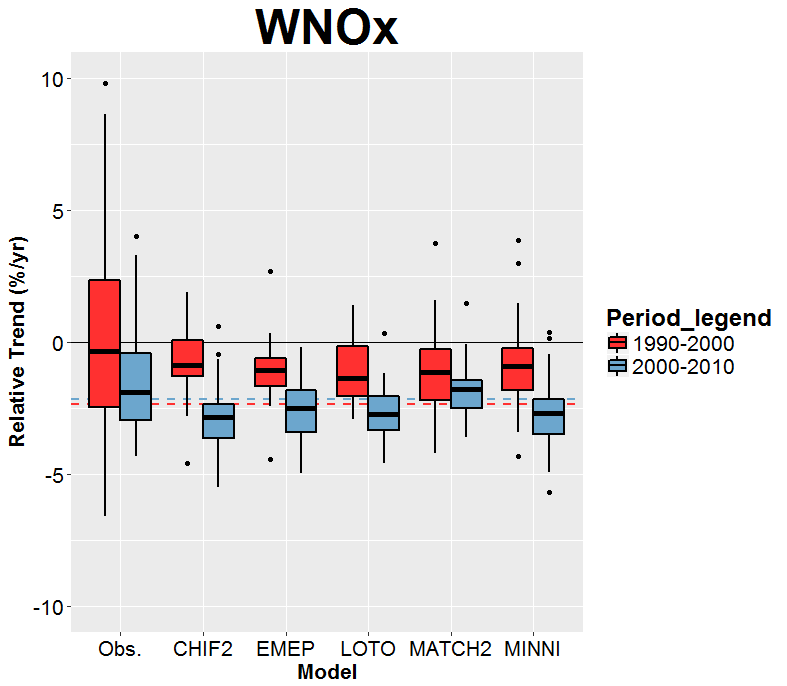 WNOx
Relative Trend (%/yr)
10
5
0
-5
-10
Obs. CHIF2 EMEP LOTO MATCH2 MINNI
Model
Period_legend
1990-2000
2000-2010